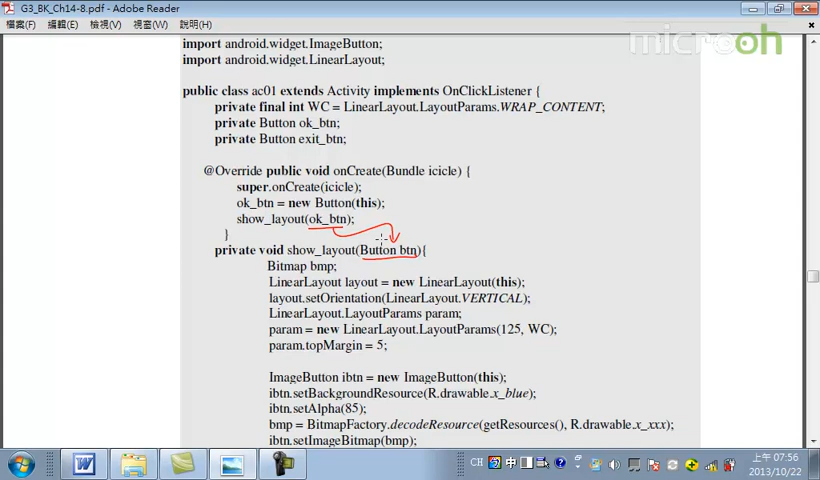 G3_BK_Ch14-8.pdf - Adobe Reader
檔案(F) 編輯(E) 檢視(V) 視窗(W) 說明(H)
microoh
import android.widget.ImageButton;
import android.widget.LinearLayout;
public class ac01 extends Activity implements OnClickListener {
private final int WC = LinearLayout.LayoutParams.WRAP_CONTENT;
private Button ok_btn;
private Button exit_btn;
@Override public void onCreate(Bundle icicle) {
super.onCreate(icicle);
ok_btn = new Button(this);
show_layout(ok_btn);
}
private void show_layout(Button btn){
Bitmap bmp;
LinearLayout layout = new LinearLayout(this);
layout.setOrientation(LinearLayout.VERTICAL);
LinearLayout.LayoutParams param;
param = new LinearLayout.LayoutParams(125, WC);
param.topMargin = 5;
ImageButton ibtn = new ImageButton(this);
ibtn.setBackgroundResource(R.drawable.x_blue);
ibtn.setAlpha(85);
bmp = BitmapFactory.decodeResource(getResources(), R.drawable.x_xxx);
ibtn.setImageBitmap(bmp);
CH 中 上午 07:56
2013/10/22